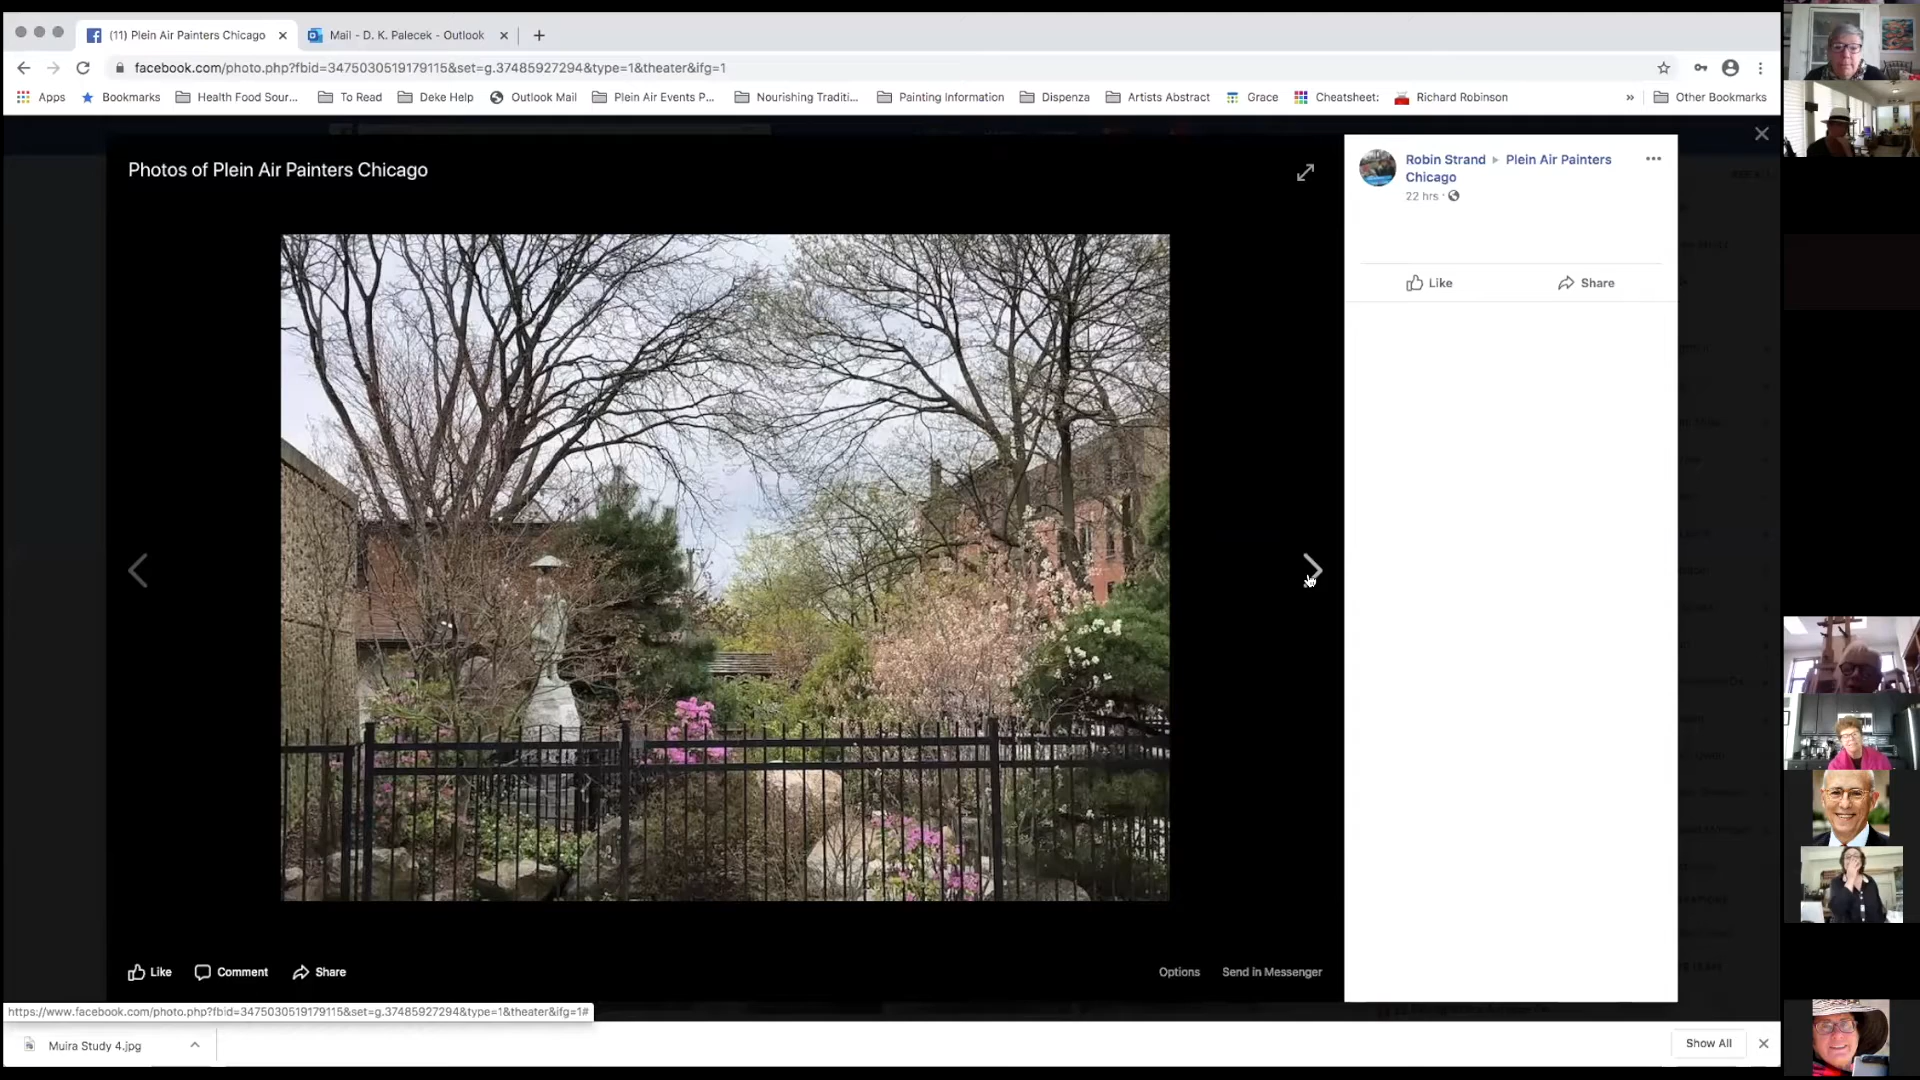 (11) Plein Air Painters Chicago
Mail - D. K. Palecek - Outlook
facebook.com/photo.php?fbid=3475030519179115&set=g.37485927294&type=1&theater&ifg=1
Apps
Bookmarks
Health Food Sour...
To Read
Deke Help
Outlook Mail
Plein Air Events P...
Nourishing Traditi...
Painting Information
Dispenza
Artists Abstract
Grace
Cheatsheet:
Richard Robinson
»
Other Bookmarks
Photos of Plein Air Painters Chicago
Robin Strand ▸ Plein Air Painters
Chicago
22 hrs ·
Like
Share
Like
Comment
Share
Options
Send in Messenger
https://www.facebook.com/photo.php?fbid=3475030519179115&set=g.37485927294&type=1&theater&ifg=1#
Muira Study 4.jpg
Show All